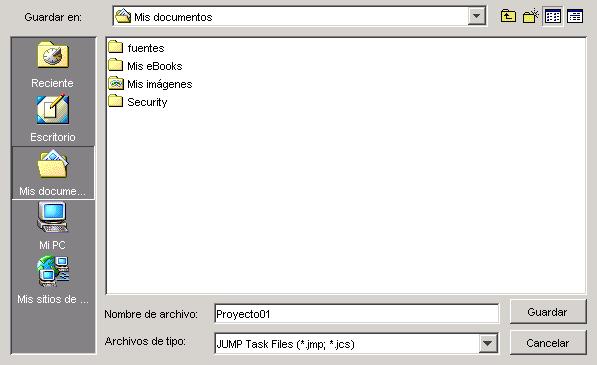 Guardar en:
Mis documentos
Reciente
Escritorio
Mis docume...
Mi PC
Mis sitios de ...
fuentes
Mis eBooks
Mis imágenes
Security
Nombre de archivo:
Proyecto01
Guardar
Archivos de tipo:
JUMP Task Files (*.jmp; *.jcs)
Cancelar